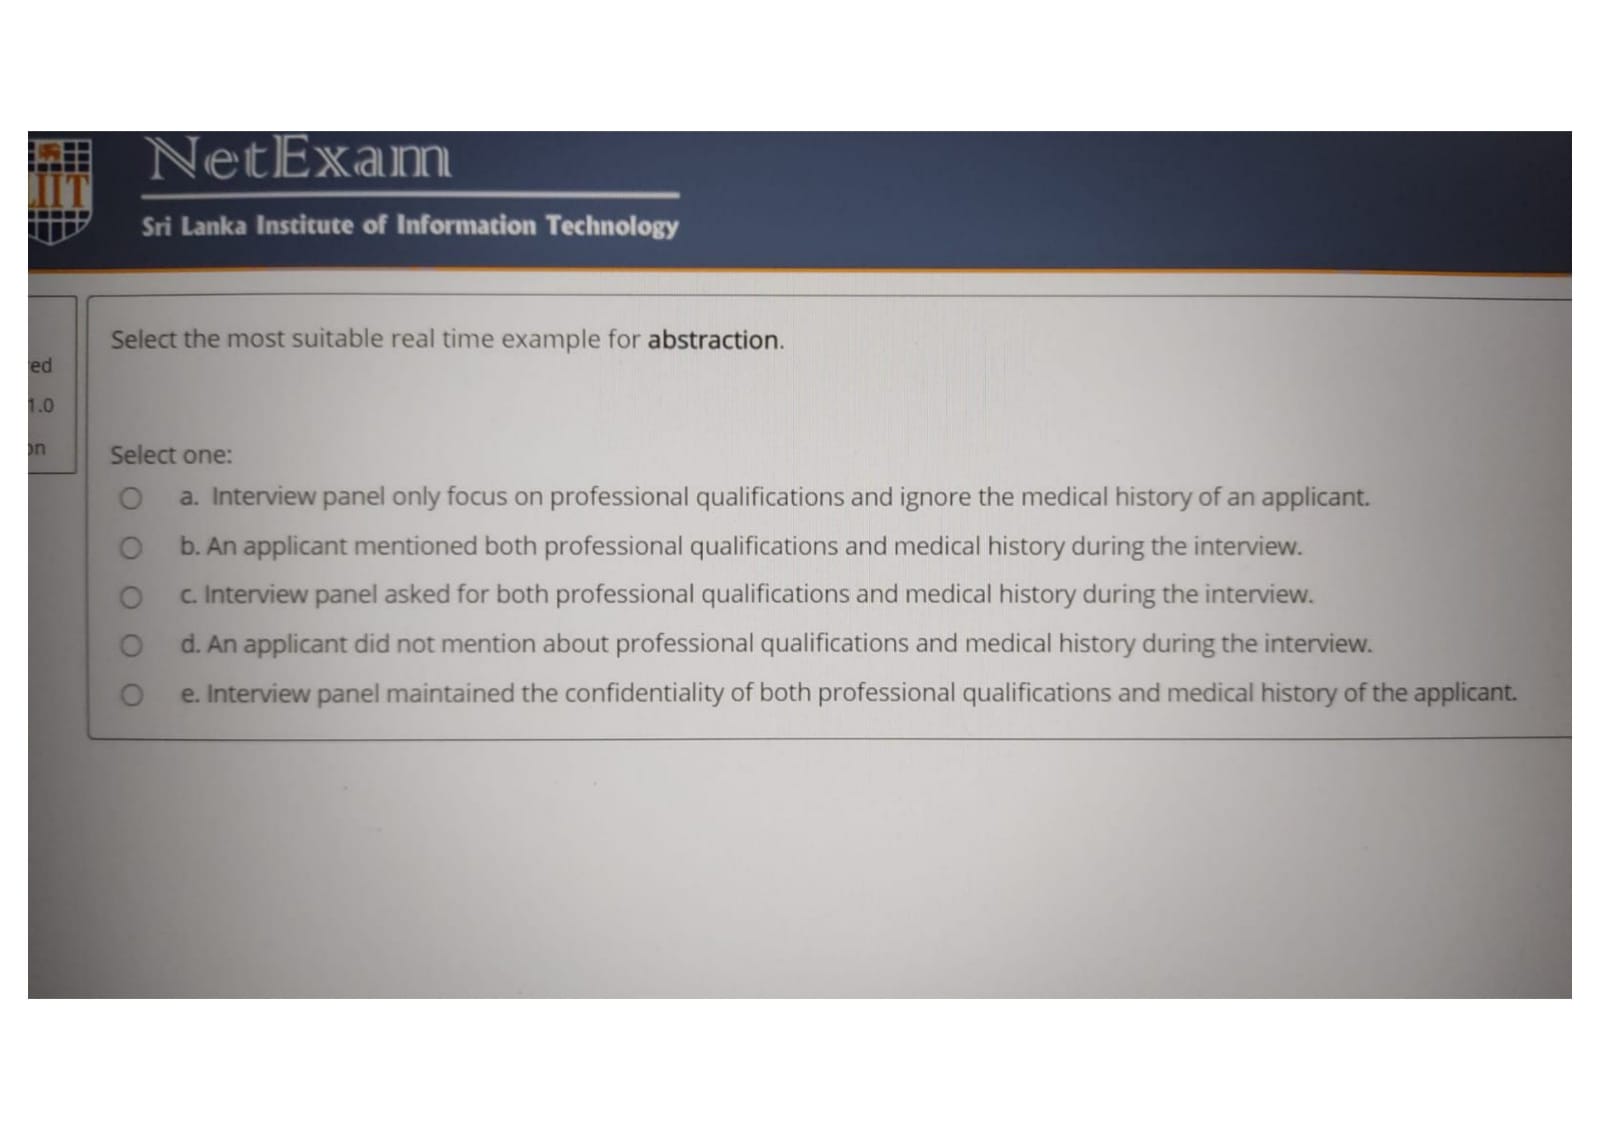 NetExam
LIIT
Sri Lanka Institute of Information Technology
Select the most suitable real time example for abstraction.
ed
1.0
on
Select one:
a. Interview panel only focus on professional qualifications and ignore the medical history of an applicant.
b. An applicant mentioned both professional qualifications and medical history during the interview.
c. Interview panel asked for both professional qualifications and medical history during the interview.
d. An applicant did not mention about professional qualifications and medical history during the interview.
e. Interview panel maintained the confidentiality of both professional qualifications and medical history of the applicant.